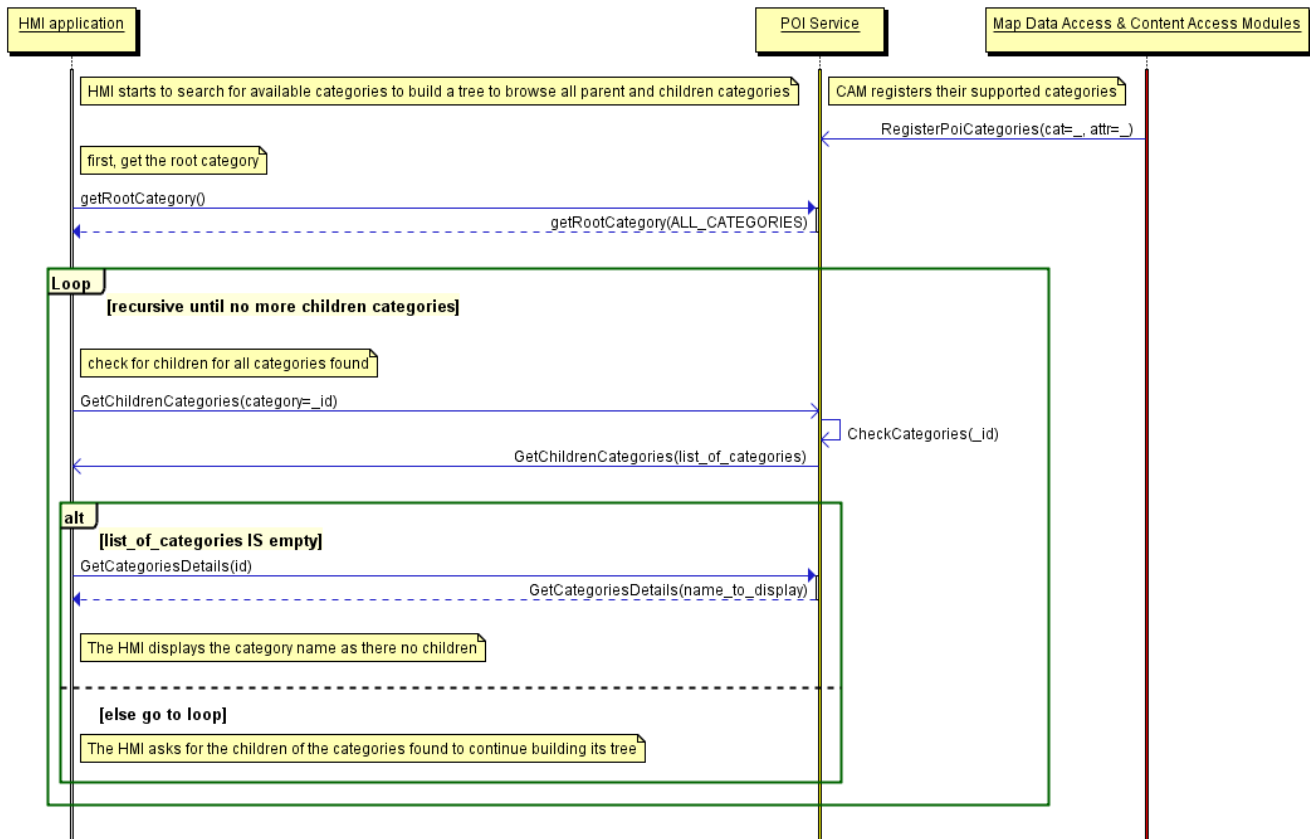 HMI application
POI Service
Map Data Access & Content Access Modules
HMI starts to search for available categories to build a tree to browse all parent and children categories
CAM registers their supported categories
RegisterPoiCategories(cat=_, attr=_)
first, get the root category
getRootCategory()
getRootCategory(ALL_CATEGORIES)
Loop
[recursive until no more children categories]
check for children for all categories found
GetChildrenCategories(category=_id)
CheckCategories(_id)
GetChildrenCategories(list_of_categories)
alt
[list_of_categories IS empty]
GetCategoriesDetails(id)
GetCategoriesDetails(name_to_display)
The HMI displays the category name as there no children
[else go to loop]
The HMI asks for the children of the categories found to continue building its tree